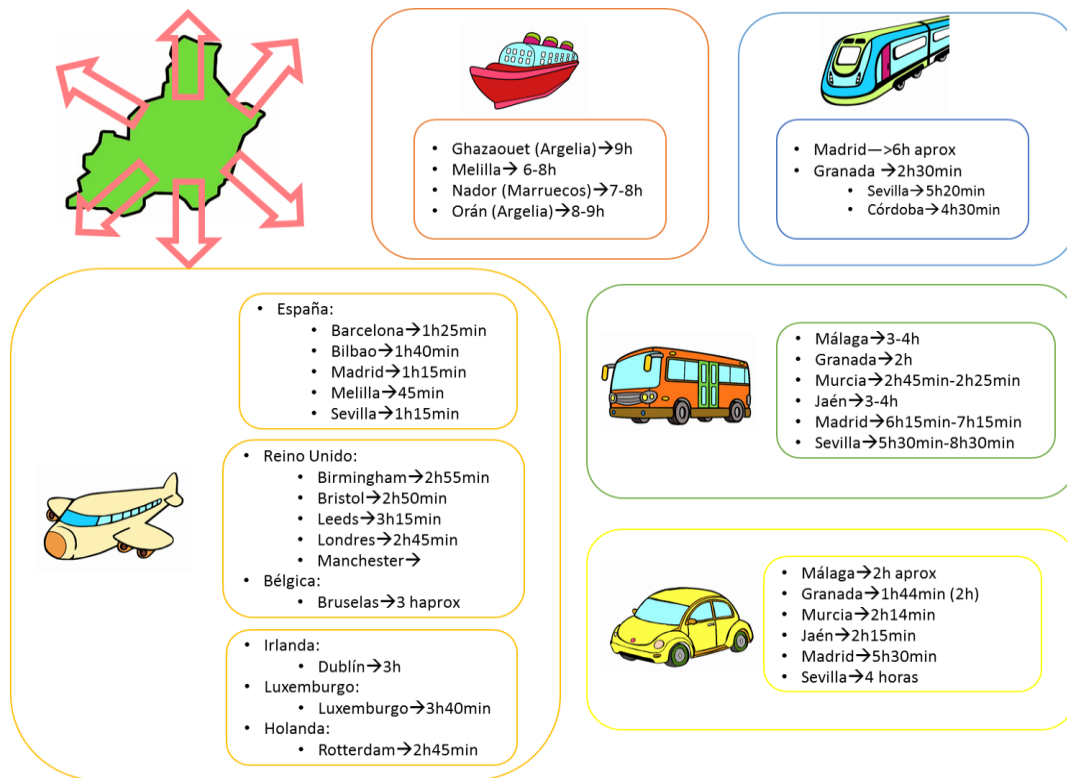 • Ghazaouet (Argelia)→9h
• Melilla→ 6-8h
• Nador (Marruecos)→7-8h
• Orán (Argelia)→8-9h
• Madrid—>6h aprox
• Granada →2h30min
• Sevilla→5h20min
• Córdoba→4h30min
• España:
• Barcelona→1h25min
• Bilbao→1h40min
• Madrid→1h15min
• Melilla→45min
• Sevilla→1h15min
• Reino Unido:
• Birmingham→2h55min
• Bristol→2h50min
• Leeds→3h15min
• Londres→2h45min
• Manchester→
• Bélgica:
• Bruselas→3 haprox
• Irlanda:
• Dublín→3h
• Luxemburgo:
• Luxemburgo→3h40min
• Holanda:
• Rotterdam→2h45min
• Málaga→3-4h
• Granada→2h
• Murcia→2h45min-2h25min
• Jaén→3-4h
• Madrid→6h15min-7h15min
• Sevilla→5h30min-8h30min
• Málaga→2h aprox
• Granada→1h44min (2h)
• Murcia→2h14min
• Jaén→2h15min
• Madrid→5h30min
• Sevilla→4 horas